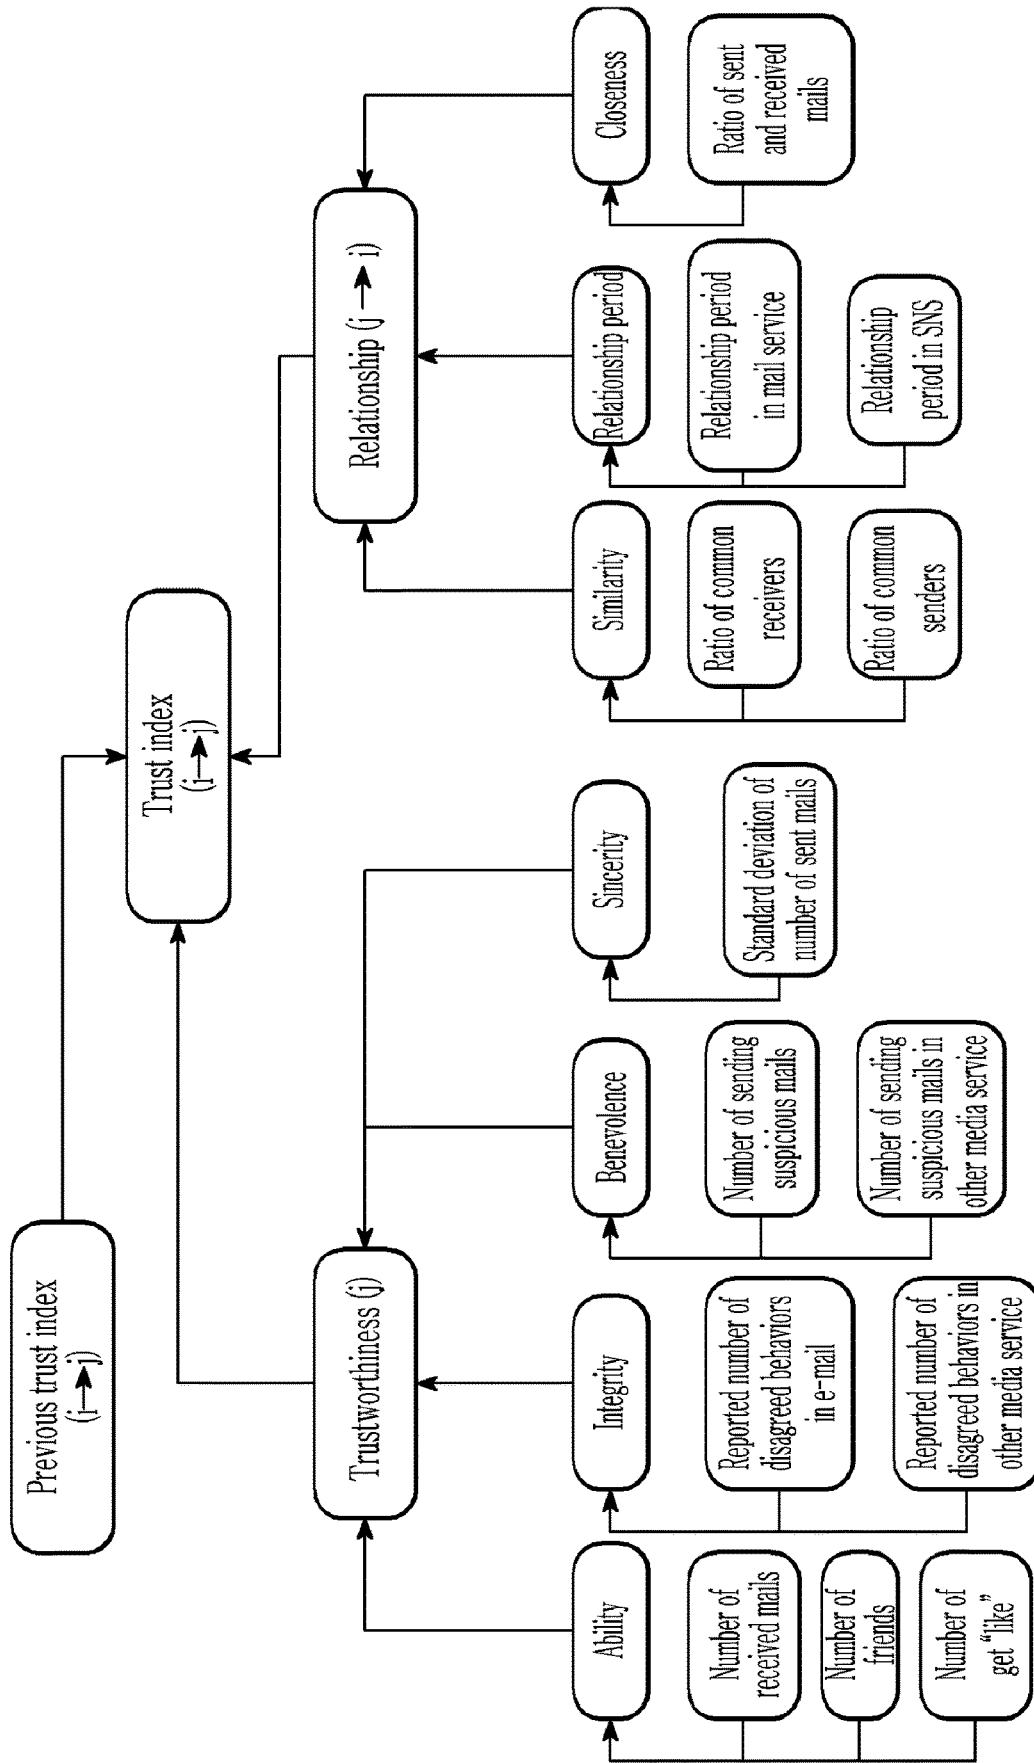 Previous trust index
(i→j)
Trust index
(i→j)
Trustworthiness (j)
Relationship (j → i)
Ability
Number of
received mails
Number of
friends
Number of
get “like”
Integrity
Reported number of
disagreed behaviors
in e-mail
Reported number of
disagreed behaviors in
other media service
Benevolence
Number of sending
suspicious mails
Number of sending
suspicious mails in
other media service
Sincerity
Standard deviation of
number of sent mails
Similarity
Ratio of common
receivers
Ratio of common
senders
Relationship period
Relationship period
in mail service
Relationship
period in SNS
Closeness
Ratio of sent
and received
mails